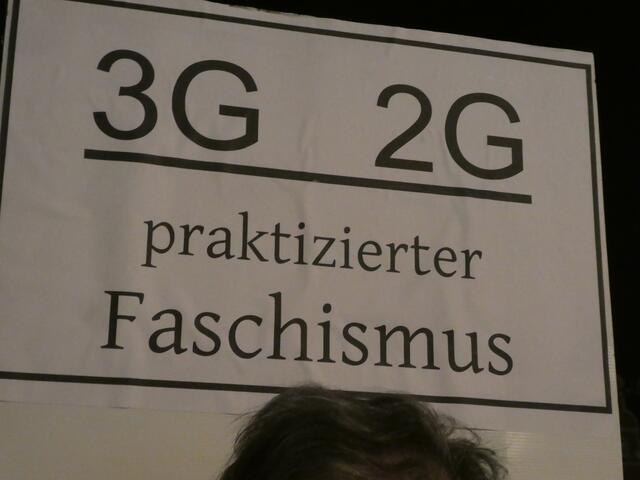 3G 2G
praktizierter
Faschismus